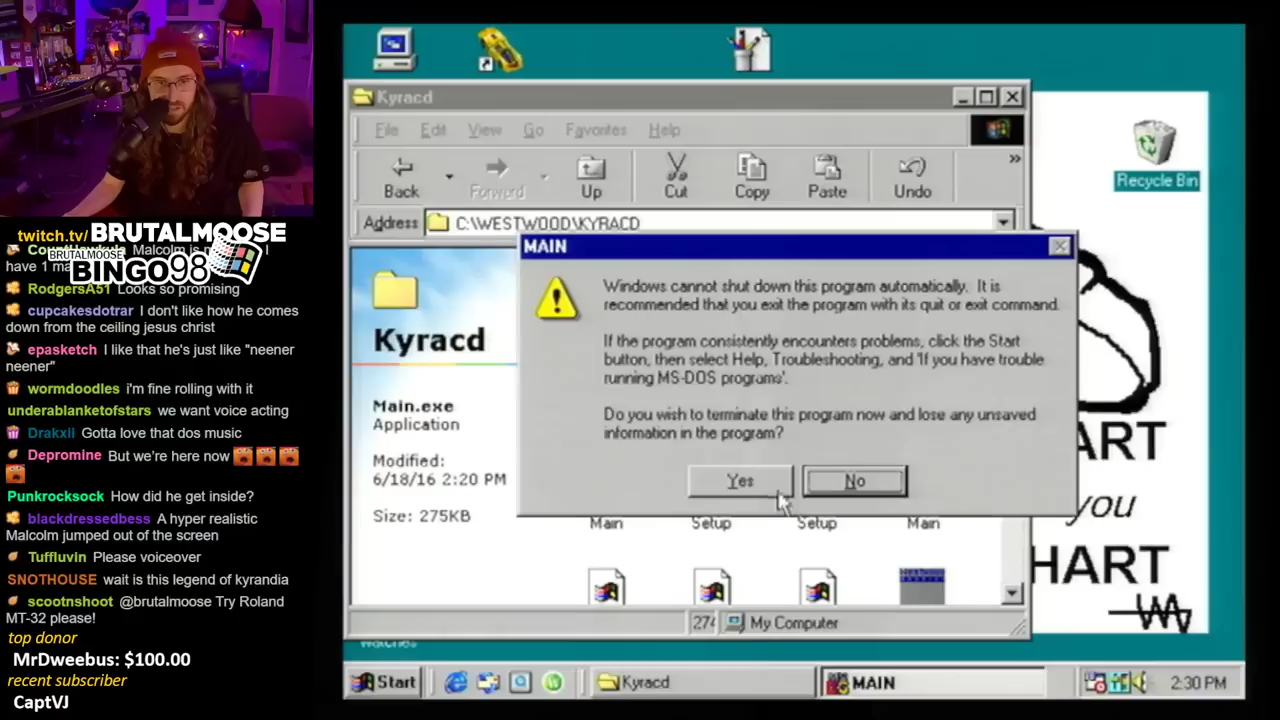 twitch.tv/BRUTALMOOSE
BRUTALMOOSE
BINGO98
have 1 ma
RodgersA51 Looks so promising
cupcakesdotrar I don't like how he comes
down from the ceiling jesus christ
epasketch I like that he's just like "neener
neener"
wormdoodles i'm fine rolling with it
underablanketofstars we want voice acting
Drakxii Gotta love that dos music
Depromine But we're here now
Punkrocksock How did he get inside?
blackdressedbess A hyper realistic
Malcolm jumped out of the screen
Tuffluvin Please voiceover
SNOTHOUSE wait is this legend of kyrandia
scootnshoot @brutalmoose Try Roland
MT-32 please!
top donor
MrDweebus: $100.00
recent subscriber
CaptVJ
Kyracd
File Edit View Go Favorites Help
Back Forward Up Cut Copy Paste Undo
Address C:\WESTWOOD\KYRACD
Recycle Bin
Kyracd
Main.exe
Application
Modified:
6/18/16 2:20 PM
Size: 275KB
MAIN
Windows cannot shut down this program automatically. It is
recommended that you exit the program with its quit or exit command.
If the program consistently encounters problems, click the Start
button, then select Help, Troubleshooting, and 'If you have trouble
running MS-DOS programs'.
Do you wish to terminate this program now and lose any unsaved
information in the program?
Yes No
Main Setup Setup Main
ART
you
HART
274 My Computer
Start Kyracd MAIN 2:30 PM